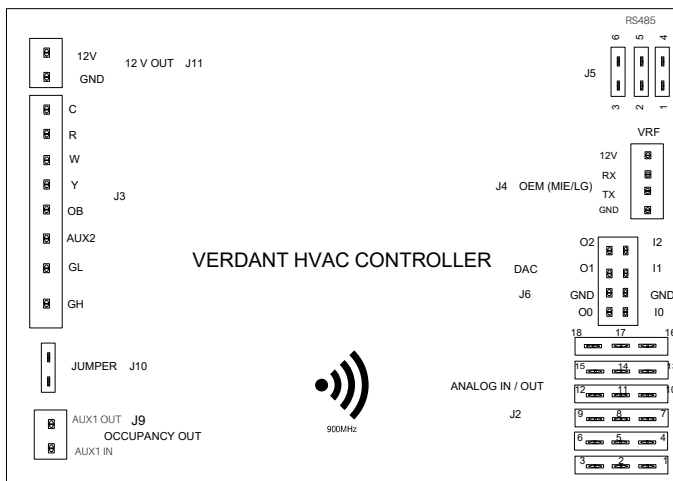 RS485
6 5 4
12V
12 V OUT J11
GND
J5
3 2 1
C
R
W
Y
J3
OB
AUX2
GL
GH
VRF
12V
RX
J4 OEM (MIE/LG)
TX
GND
VERDANT HVAC CONTROLLER
O2 I2
DAC
O1 I1
J6
GND GND
O0 I0
18 17 16
15 14 13
12 11 10
9 8 7
6 5 4
3 2 1
ANALOG IN / OUT
J2
JUMPER J10
AUX1 OUT J9
OCCUPANCY OUT
AUX1 IN
900MHz